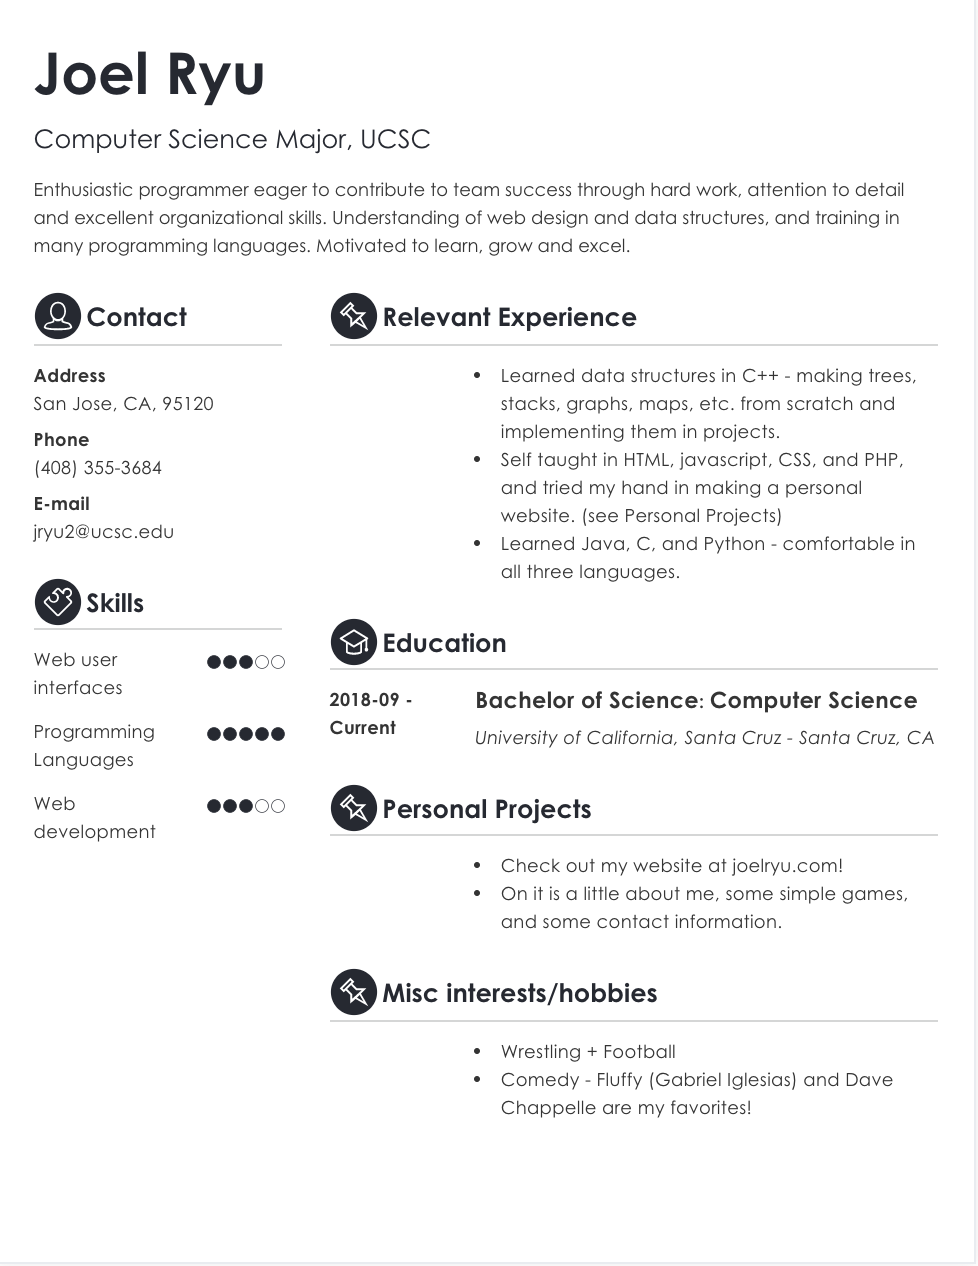 Joel Ryu
Computer Science Major, UCSC
Enthusiastic programmer eager to contribute to team success through hard work, attention to detail
and excellent organizational skills. Understanding of web design and data structures, and training in
many programming languages. Motivated to learn, grow and excel.
Contact
Address
San Jose, CA, 95120
Phone
(408) 355-3684
E-mail
jryu2@ucsc.edu
Skills
Web user
interfaces
Programming
Languages
Web
development
Relevant Experience
• Learned data structures in C++ - making trees,
stacks, graphs, maps, etc. from scratch and
implementing them in projects.
• Self taught in HTML, javascript, CSS, and PHP,
and tried my hand in making a personal
website. (see Personal Projects)
• Learned Java, C, and Python - comfortable in
all three languages.
Education
2018-09 -
Current
Bachelor of Science: Computer Science
University of California, Santa Cruz - Santa Cruz, CA
Personal Projects
• Check out my website at joelryu.com!
• On it is a little about me, some simple games,
and some contact information.
Misc interests/hobbies
• Wrestling + Football
• Comedy - Fluffy (Gabriel Iglesias) and Dave
Chappelle are my favorites!